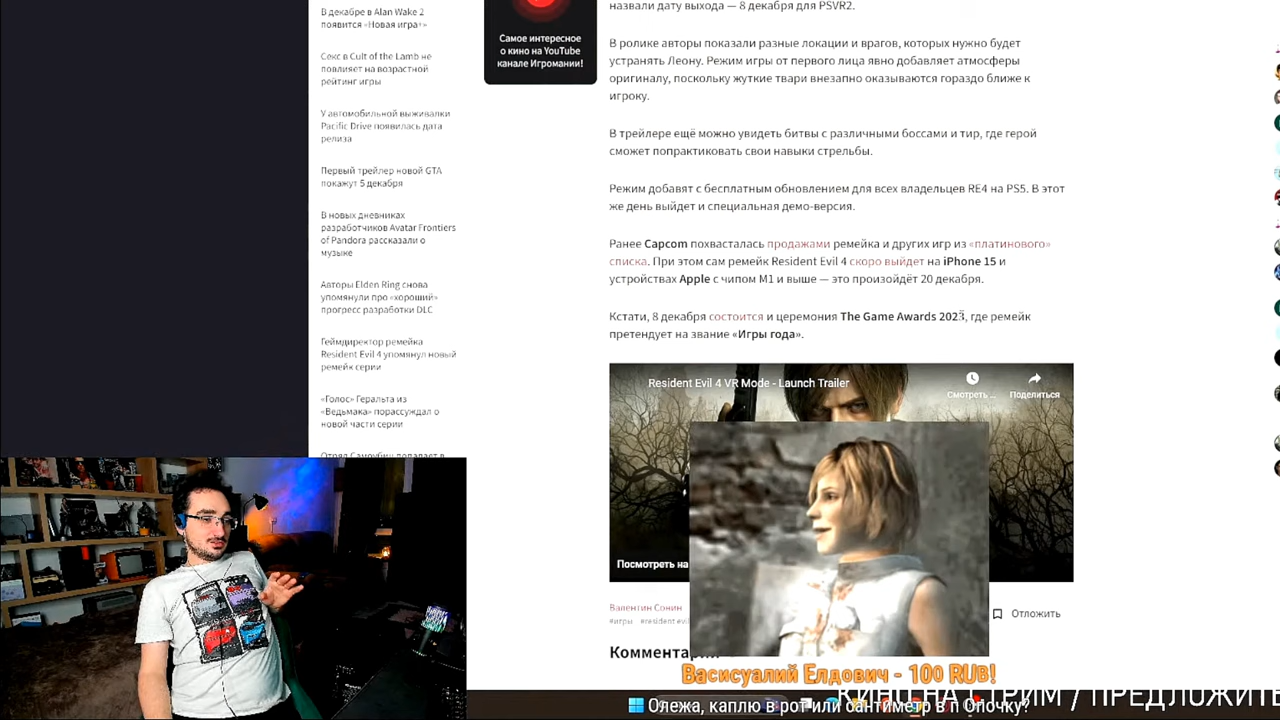 В декабре в Alan Wake 2
появится «Новая игра+»
Секс в Cult of the Lamb не
повлияет на возрастной
рейтинг игры
У автомобильной выживалки
Pacific Drive появилась дата
релиза
Первый трейлер новой GTA
покажут 5 декабря
В новых дневниках
разработчиков Avatar Frontiers
of Pandora рассказали о
музыке
Авторы Elden Ring снова
упомянули про «хороший»
прогресс разработки DLC
Геймдиректор ремейка
Resident Evil 4 упомянул новый
ремейк серии
«Голос» Геральта из
«Ведьмака» порассуждал о
новой части серии
Самое интересное
о кино на YouTube
канале Игромании!
назвали дату выхода — 8 декабря для PSVR2.
В ролике авторы показали разные локации и врагов, которых нужно будет
устранять Леону. Режим игры от первого лица явно добавляет атмосферы
оригиналу, поскольку жуткие твари внезапно оказываются гораздо ближе к
игроку.
В трейлере ещё можно увидеть битвы с различными боссами и тир, где герой
сможет попрактиковать свои навыки стрельбы.
Режим добавят с бесплатным обновлением для всех владельцев RE4 на PS5. В этот
же день выйдет и специальная демо-версия.
Ранее Capcom похвасталась продажами ремейка и других игр из «платинового»
списка. При этом сам ремейк Resident Evil 4 скоро выйдет на iPhone 15 и
устройствах Apple с чипом M1 и выше — это произойдёт 20 декабря.
Кстати, 8 декабря состоится и церемония The Game Awards 2023, где ремейк
претендует на звание «Игры года».
Resident Evil 4 VR Mode - Launch Trailer
Смотреть ...
Поделиться
Посмотреть на
Валентин Сонин
#игры #resident evil
Отложить
Комментарии
Васисуалий Елдович - 100 RUB!
КИНО НА СТРИМ / ПРЕДЛОЖИТЕ
Олежа, каплю в рот или сантиметр в п Опочку?